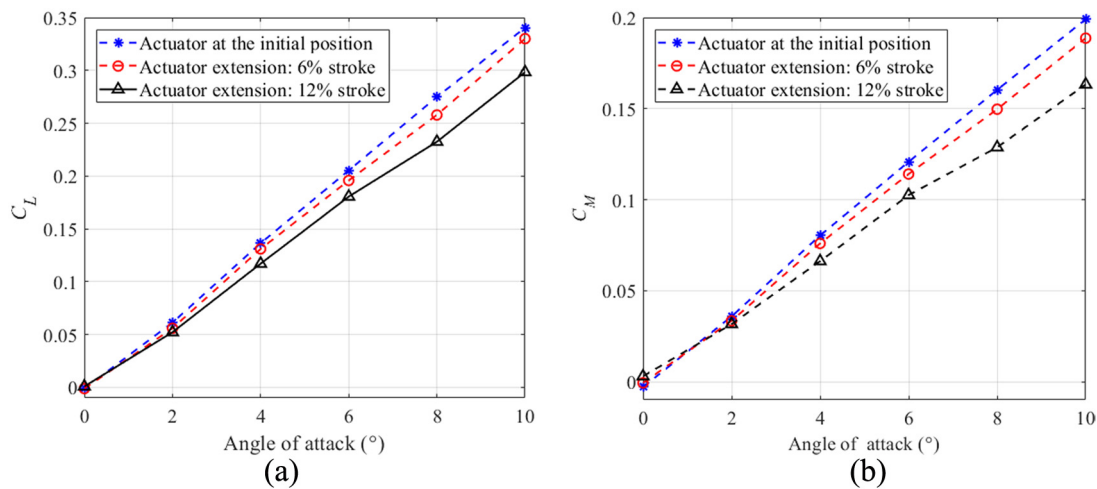 0.35
0.3
0.25
0.2
0.15
0.1
0.05
0
C_L
Actuator at the initial position
Actuator extension: 6% stroke
Actuator extension: 12% stroke
0 2 4 6 8 10
Angle of attack (°)
(a)
0.2
0.15
0.1
0.05
0
C_M
Actuator at the initial position
Actuator extension: 6% stroke
Actuator extension: 12% stroke
0 2 4 6 8 10
Angle of attack (°)
(b)